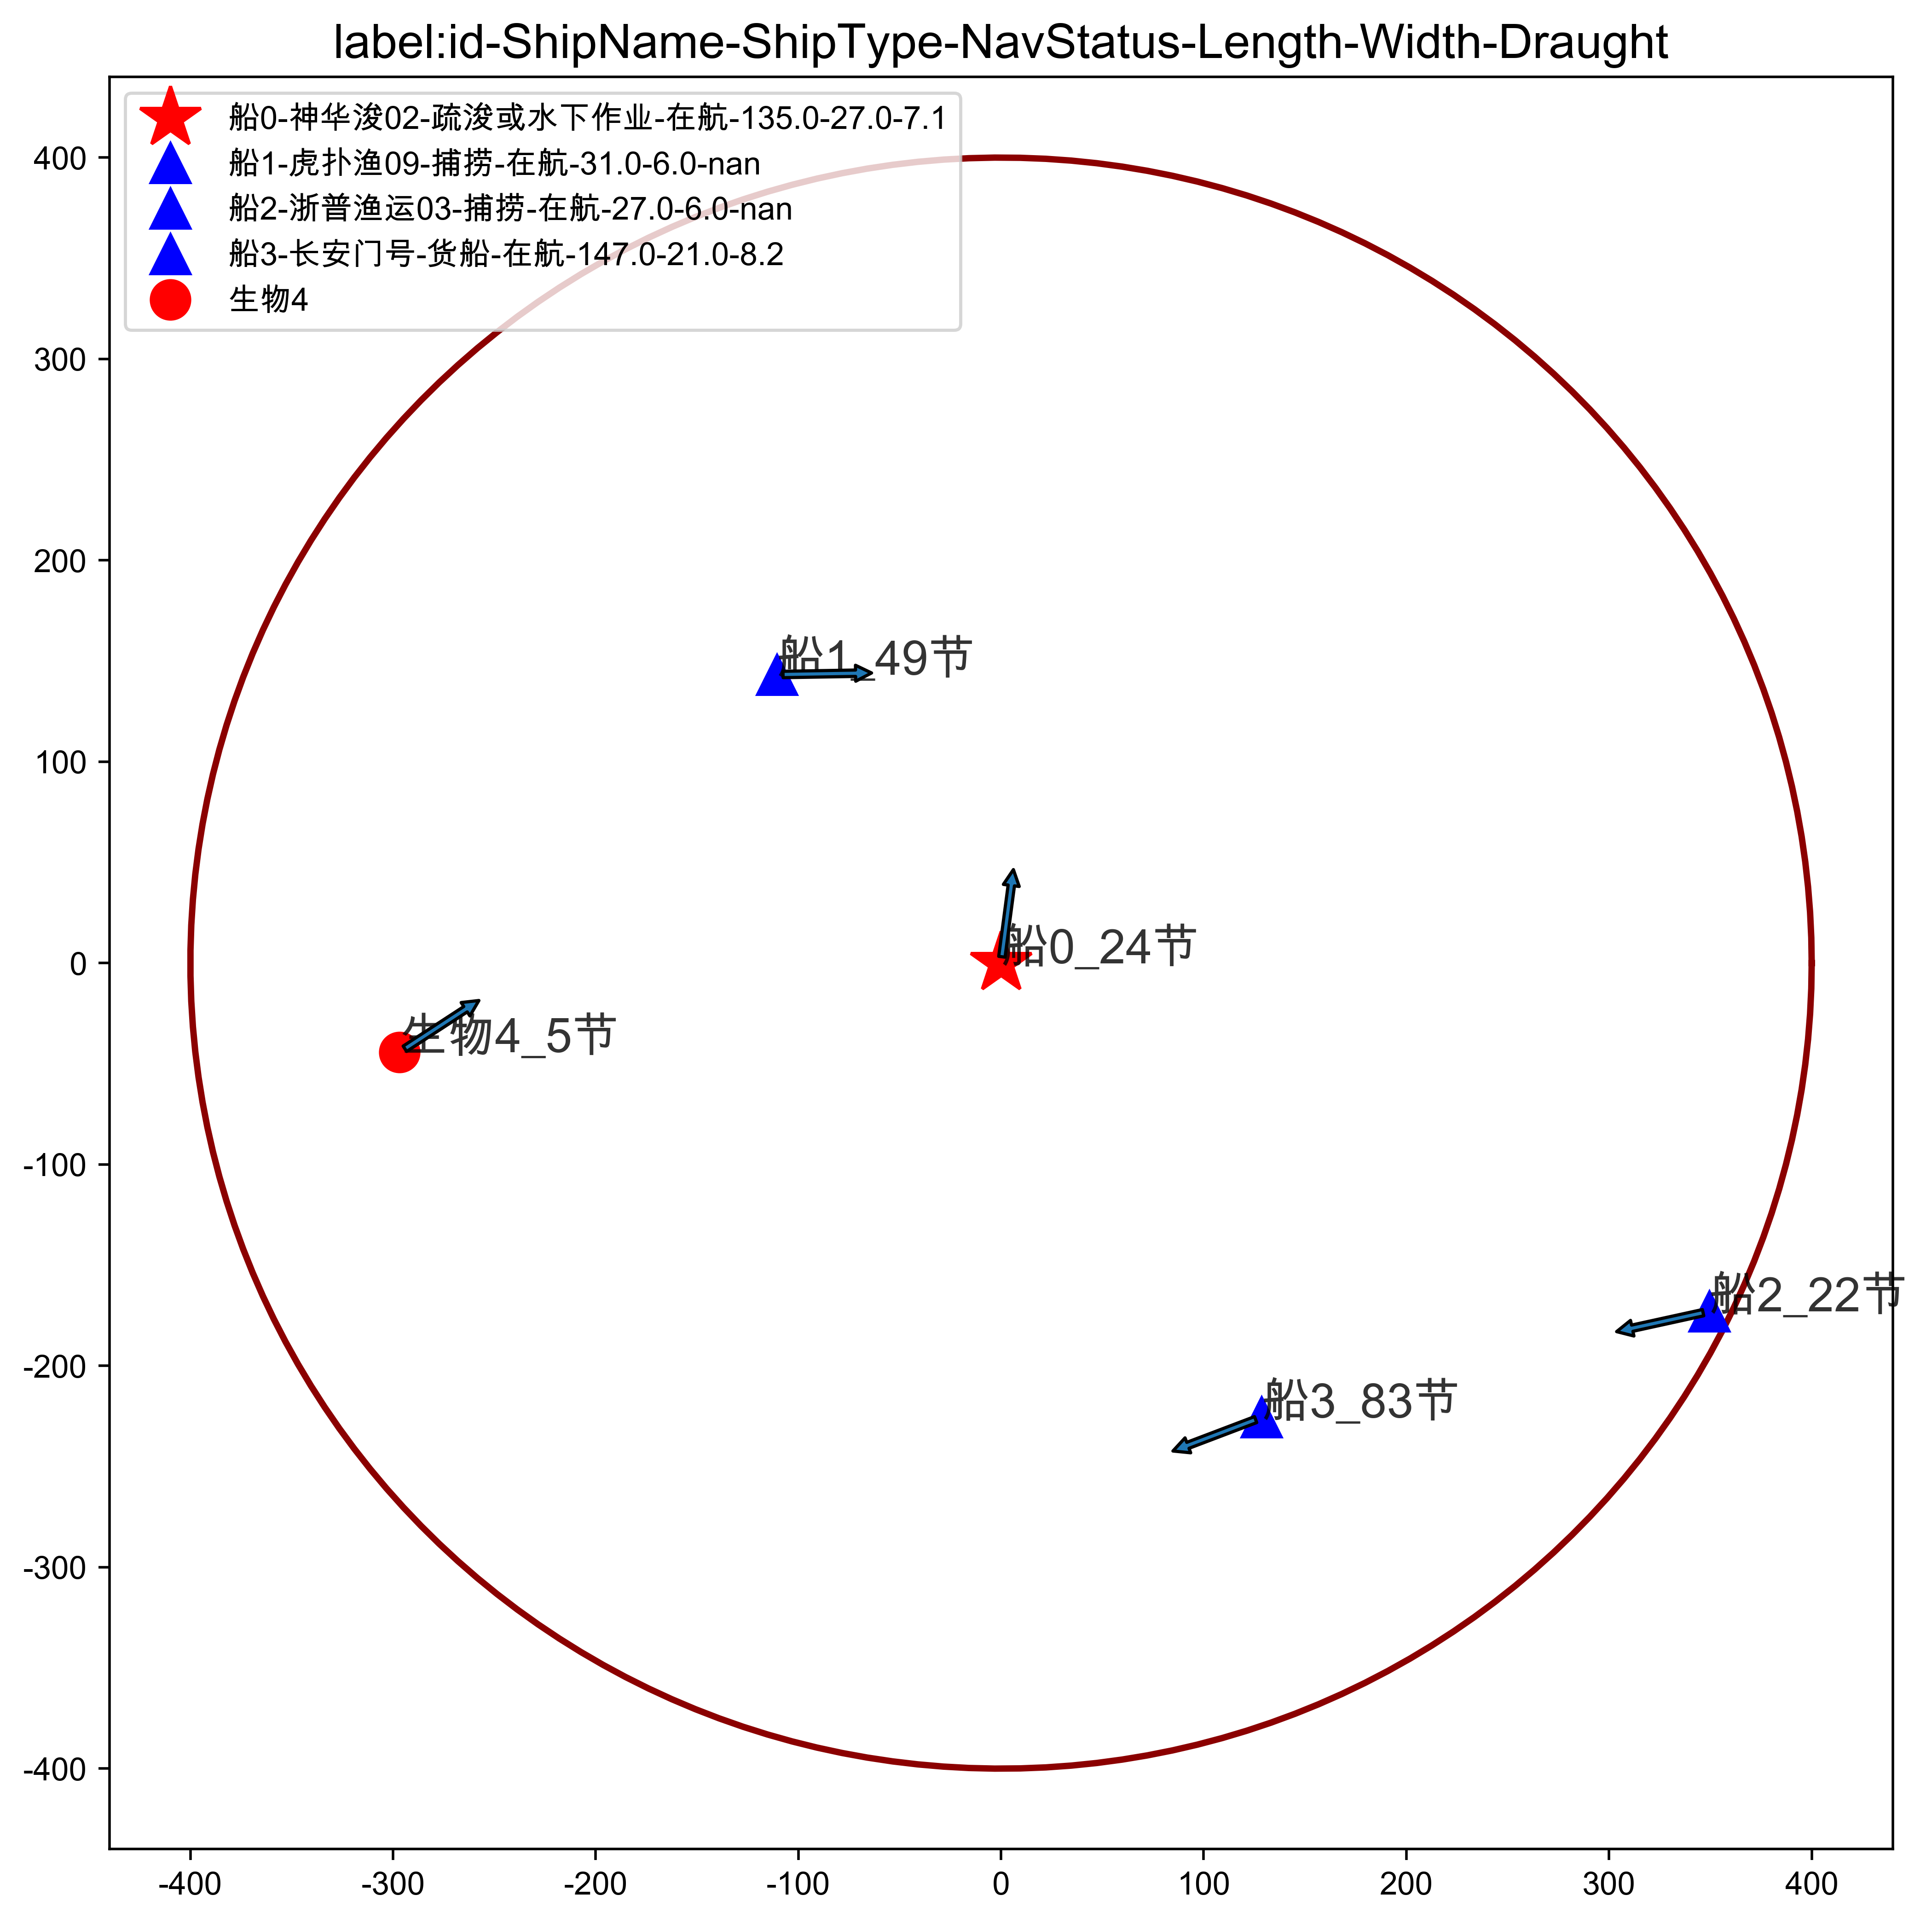 label:id-ShipName-ShipType-NavStatus-Length-Width-Draught
船0-神华浚02-疏浚或水下作业-在航-135.0-27.0-7.1
船1-虎扑渔09-捕捞-在航-31.0-6.0-nan
船2-浙普渔运03-捕捞-在航-27.0-6.0-nan
船3-长安门号-货船-在航-147.0-21.0-8.2
生物4
400
300
200
100
0
-100
-200
-300
-400
船1_49节
船0_24节
生物4_5节
船2_22节
船3_83节
-400 -300 -200 -100 0 100 200 300 400